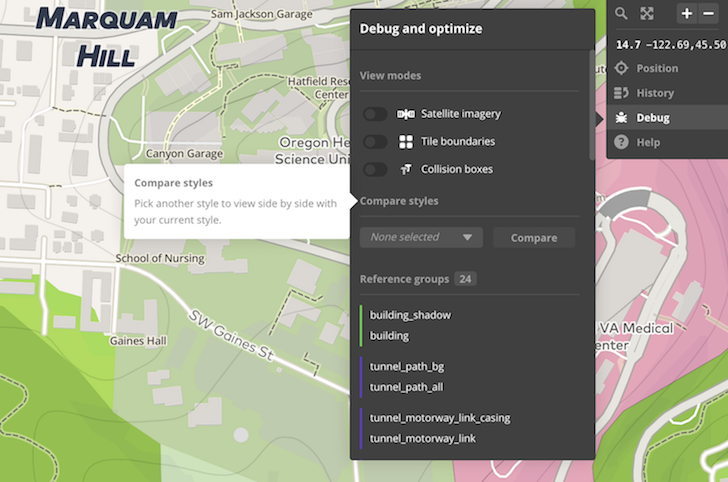 Sam Jackson Garage
MARQUAM
HILL
Hatfield Res
Center
Canyon Garage
Oregon He
Science Uni
School of Nursing
SW Gaines St.
Gaines Hall
VA Medical
enter
Compare styles
Pick another style to view side by side with
your current style.
Debug and optimize
View modes
Satellite imagery
Tile boundaries
Collision boxes
Compare styles
None selected
Compare
Reference groups 24
building_shadow
building
tunnel_path_bg
tunnel_path_all
tunnel_motorway_link_casing
tunnel_motorway_link
14.7 −122.69,45.50
Position
History
Debug
Help